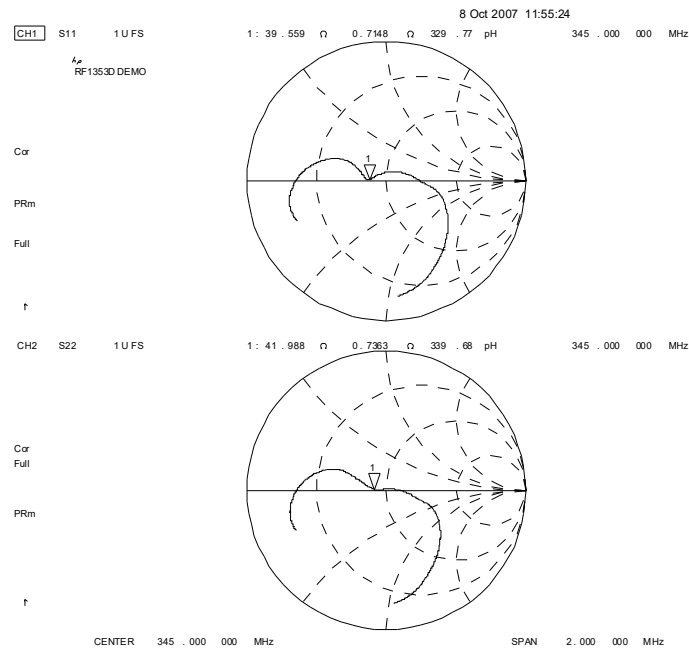 8 Oct 2007 11:55:24
CH1 S11 1 U FS 1: 39 .559 Ω 0.7148 Ω 329 .77 pH 345 .000 000 MHz
hp
RF1353D DEMO
Cor
PRm
Full
↑
1
CH2 S22 1 U FS 1: 41 .988 Ω 0.7363 Ω 339 .68 pH 345 .000 000 MHz
Cor
Full
PRm
↑
1
CENTER 345 .000 000 MHz SPAN 2.000 000 MHz